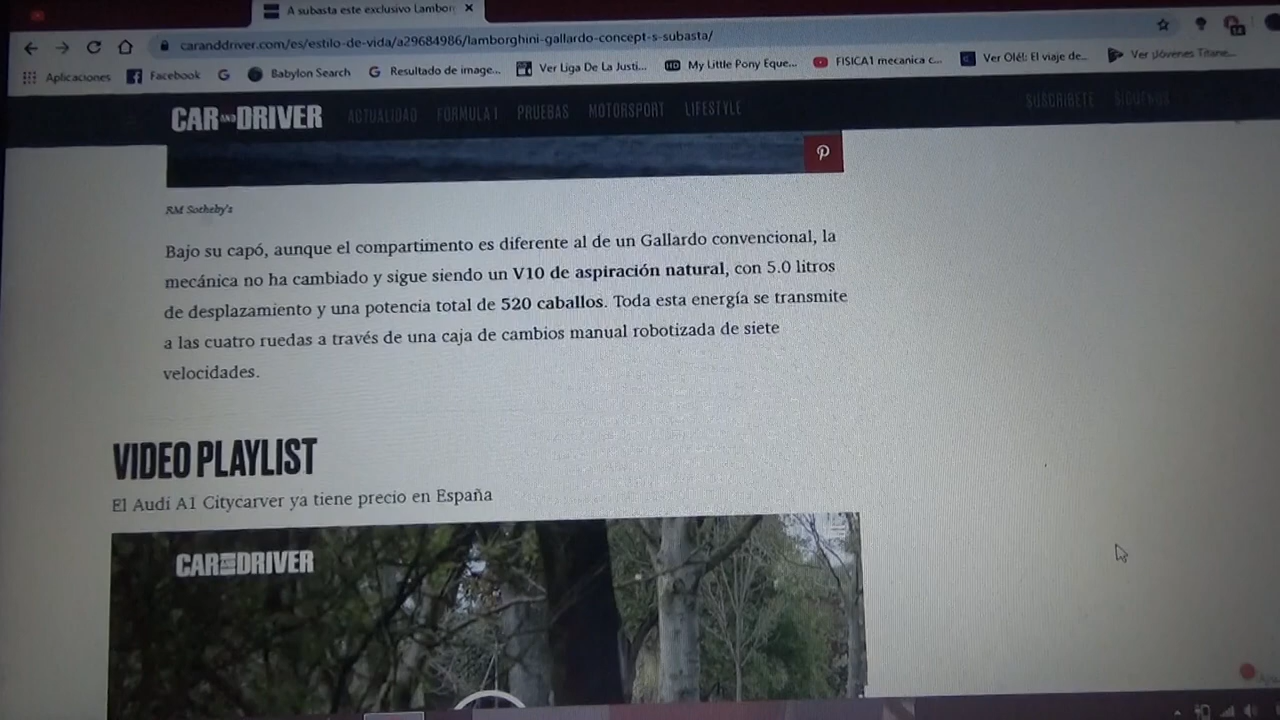 A subasta este exclusivo Lambor
caranddriver.com/es/estilo-de-vida/a29684986/lamborghini-gallardo-concept-s-subasta/
Aplicaciones Facebook Babylon Search Resultado de image... Ver Liga De La Justi... My Little Pony Eque... FISICA1 mecanica c... Ver Olé!: El viaje de... Ver Jóvenes Titane...
CAR AND DRIVER ACTUALIDAD FÓRMULA 1 PRUEBAS MOTORSPORT LIFESTYLE SUSCRÍBETE SÍGUENOS
RM Sotheby's
Bajo su capó, aunque el compartimento es diferente al de un Gallardo convencional, la
mecánica no ha cambiado y sigue siendo un V10 de aspiración natural, con 5.0 litros
de desplazamiento y una potencia total de 520 caballos. Toda esta energía se transmite
a las cuatro ruedas a través de una caja de cambios manual robotizada de siete
velocidades.
VIDEO PLAYLIST
El Audi A1 Citycarver ya tiene precio en España
CAR AND DRIVER